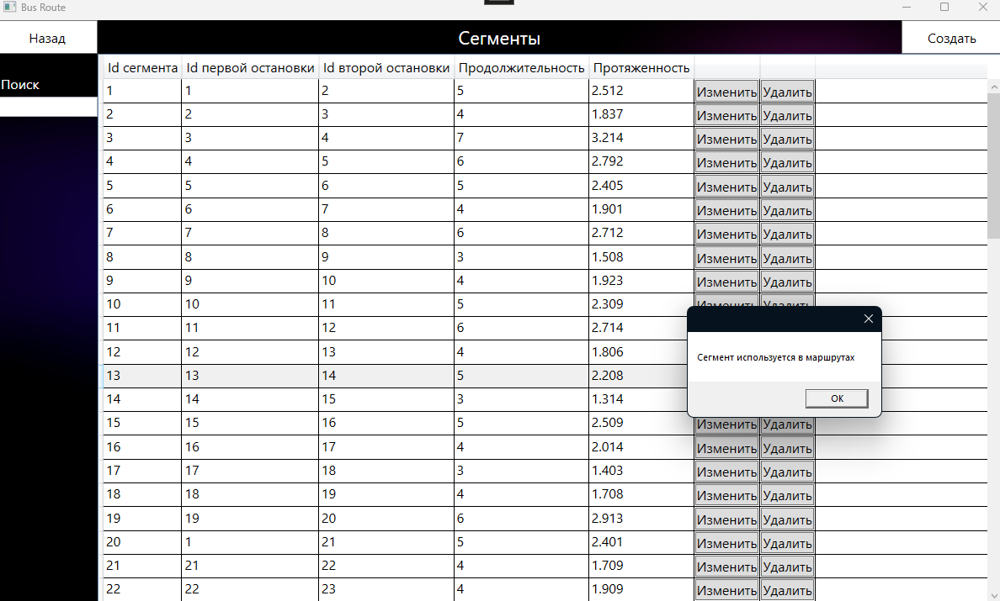 Bus Route
Назад Сегменты Создать
Поиск
Id сегмента Id первой остановки Id второй остановки Продолжительность Протяженность
1 1 2 5 2.512 Изменить Удалить
2 2 3 4 1.837 Изменить Удалить
3 3 4 7 3.214 Изменить Удалить
4 4 5 6 2.792 Изменить Удалить
5 5 6 5 2.405 Изменить Удалить
6 6 7 4 1.901 Изменить Удалить
7 7 8 6 2.712 Изменить Удалить
8 8 9 3 1.508 Изменить Удалить
9 9 10 4 1.923 Изменить Удалить
10 10 11 5 2.309 Изменить Удалить
11 11 12 6 2.714
12 12 13 4 1.806
13 13 14 5 2.208
14 14 15 3 1.314
Сегмент используется в маршрутах
OK
15 15 16 5 2.509 Изменить Удалить
16 16 17 4 2.014 Изменить Удалить
17 17 18 3 1.403 Изменить Удалить
18 18 19 4 1.708 Изменить Удалить
19 19 20 6 2.913 Изменить Удалить
20 1 21 5 2.401 Изменить Удалить
21 21 22 4 1.709 Изменить Удалить
22 22 23 4 1.909 Изменить Удалить